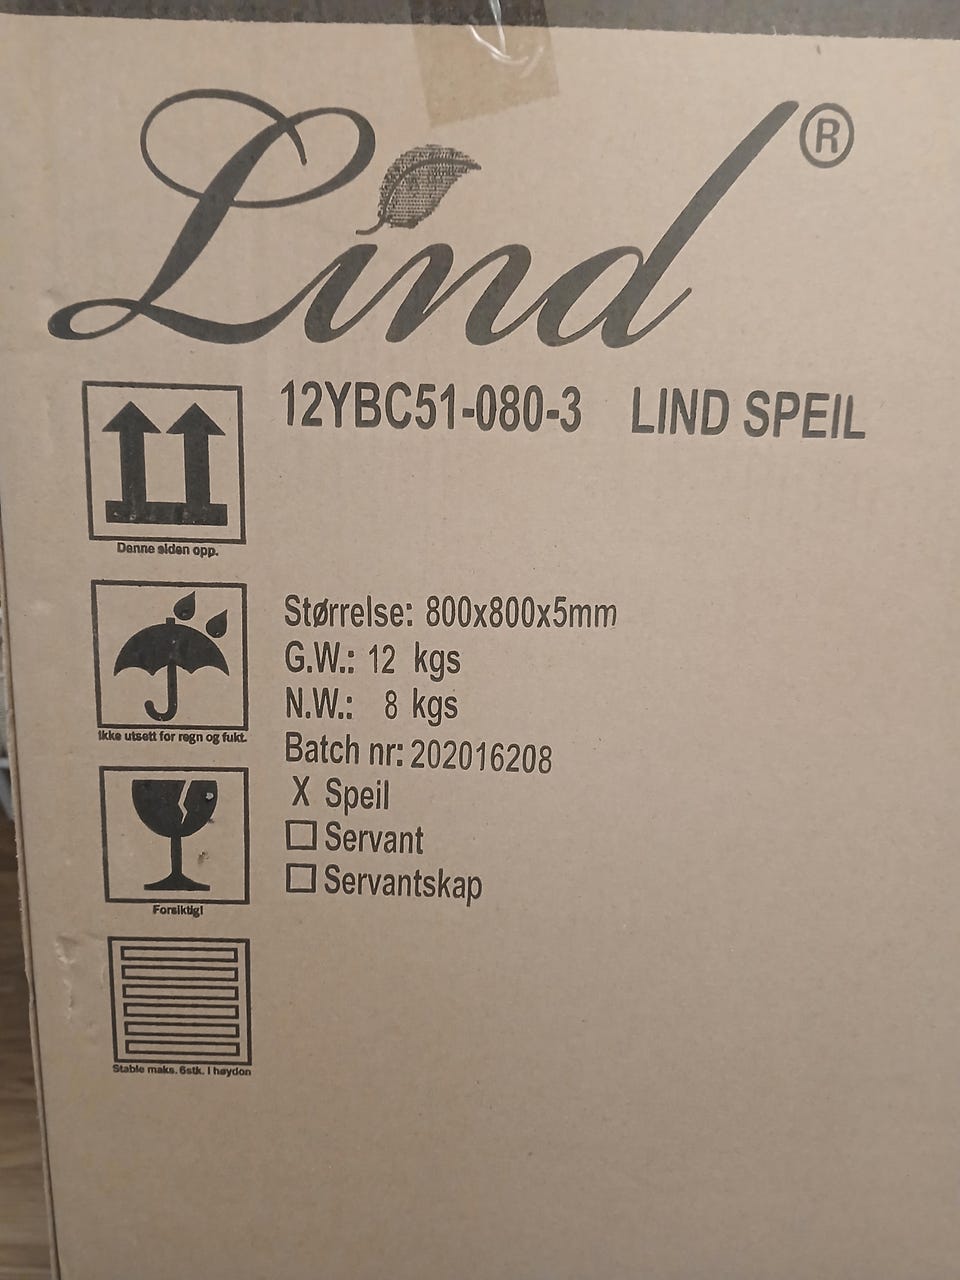 Lind ®
12YBC51-080-3 LIND SPEIL
Denne siden opp.
Størrelse: 800x800x5mm
G.W.: 12 kgs
N.W.: 8 kgs
Ikke utsett for regn og fukt.
Batch nr: 202016208
X Speil
Servant
Servantskap
Forsiktig!
Stable maks. 6stk. I høydon